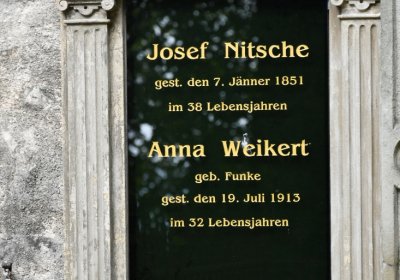 Josef Nitsche
gest. den 7. Jänner 1851
im 38 Lebensjahren
Anna Weikert
geb. Funke
gest. den 19. Juli 1913
im 32 Lebensjahren